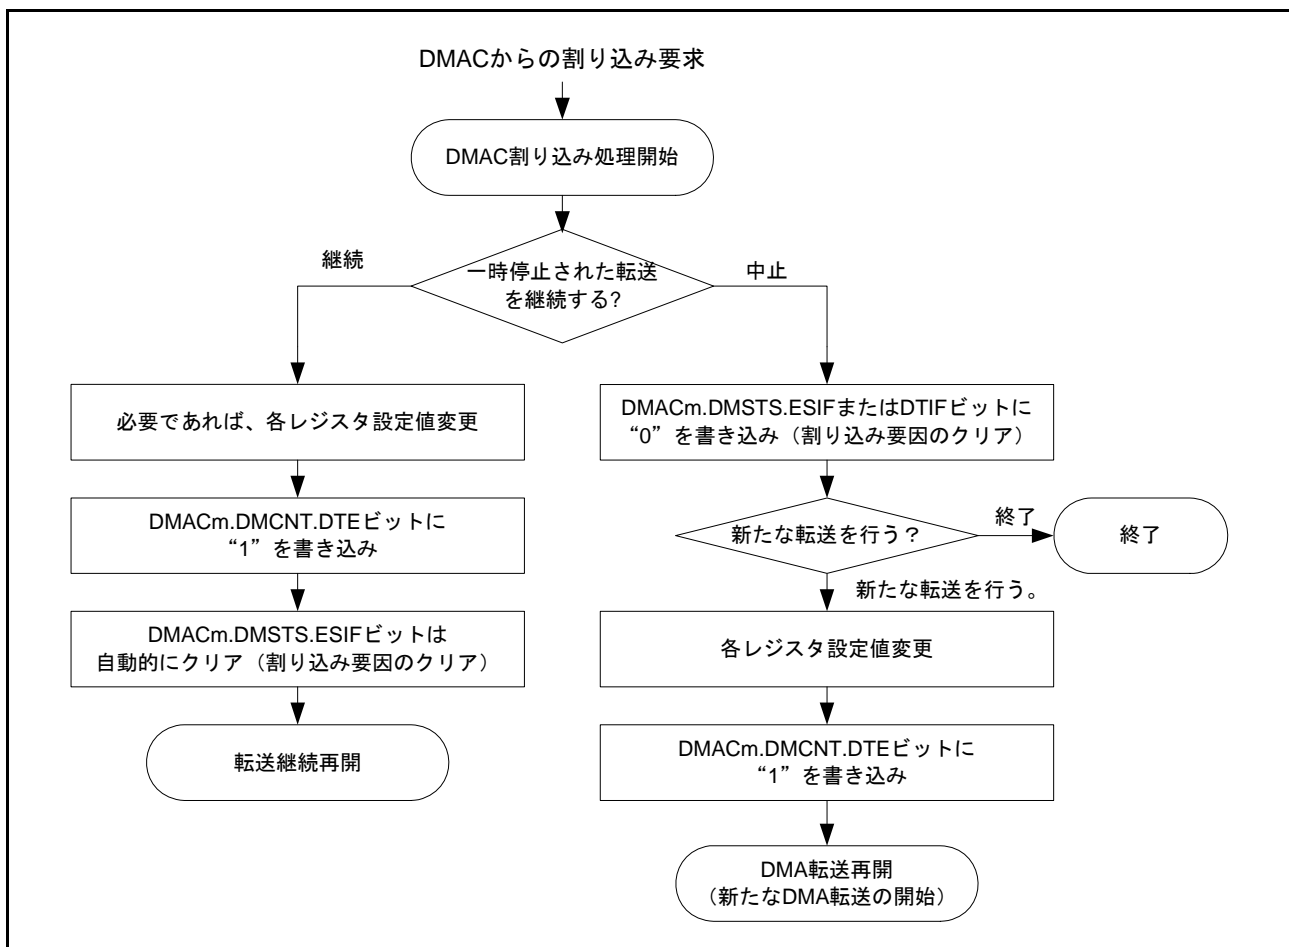 DMACからの割り込み要求
DMAC割り込み処理開始
一時停止された転送
を継続する?
継続
中止
必要であれば、各レジスタ設定値変更
DMACm.DMCNT.DTEビットに
“1”を書き込み
DMACm.DMSTS.ESIFビットは
自動的にクリア（割り込み要因のクリア）
転送継続再開
DMACm.DMSTS.ESIFまたはDTIFビットに
“0”を書き込み（割り込み要因のクリア）
新たな転送を行う？
終了
終了
新たな転送を行う。
各レジスタ設定値変更
DMACm.DMCNT.DTEビットに
“1”を書き込み
DMA転送再開
（新たなDMA転送の開始）